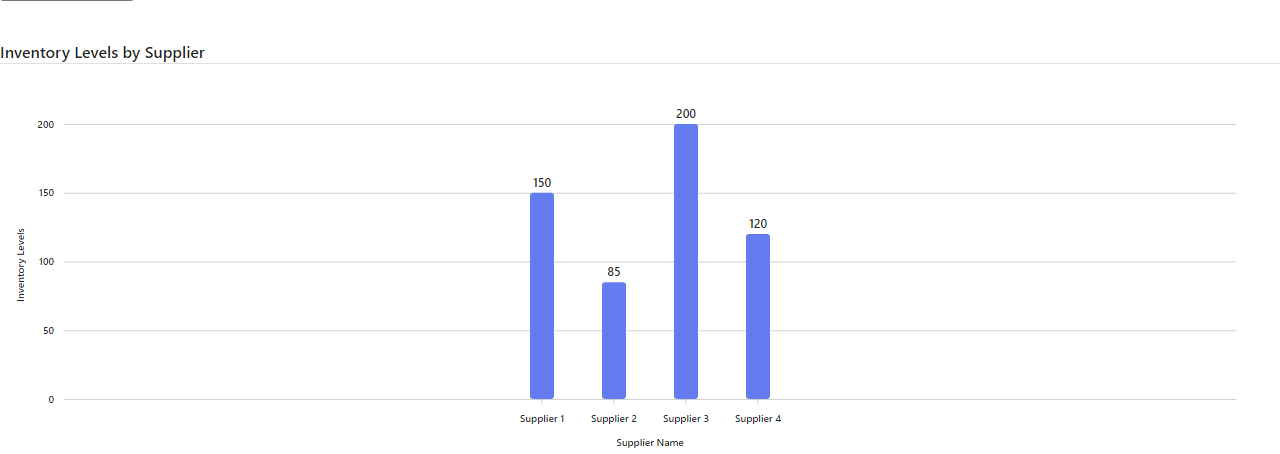 Inventory Levels by Supplier
200
200
150
150
120
100
85
50
0
Inventory Levels
Supplier 1 Supplier 2 Supplier 3 Supplier 4
Supplier Name